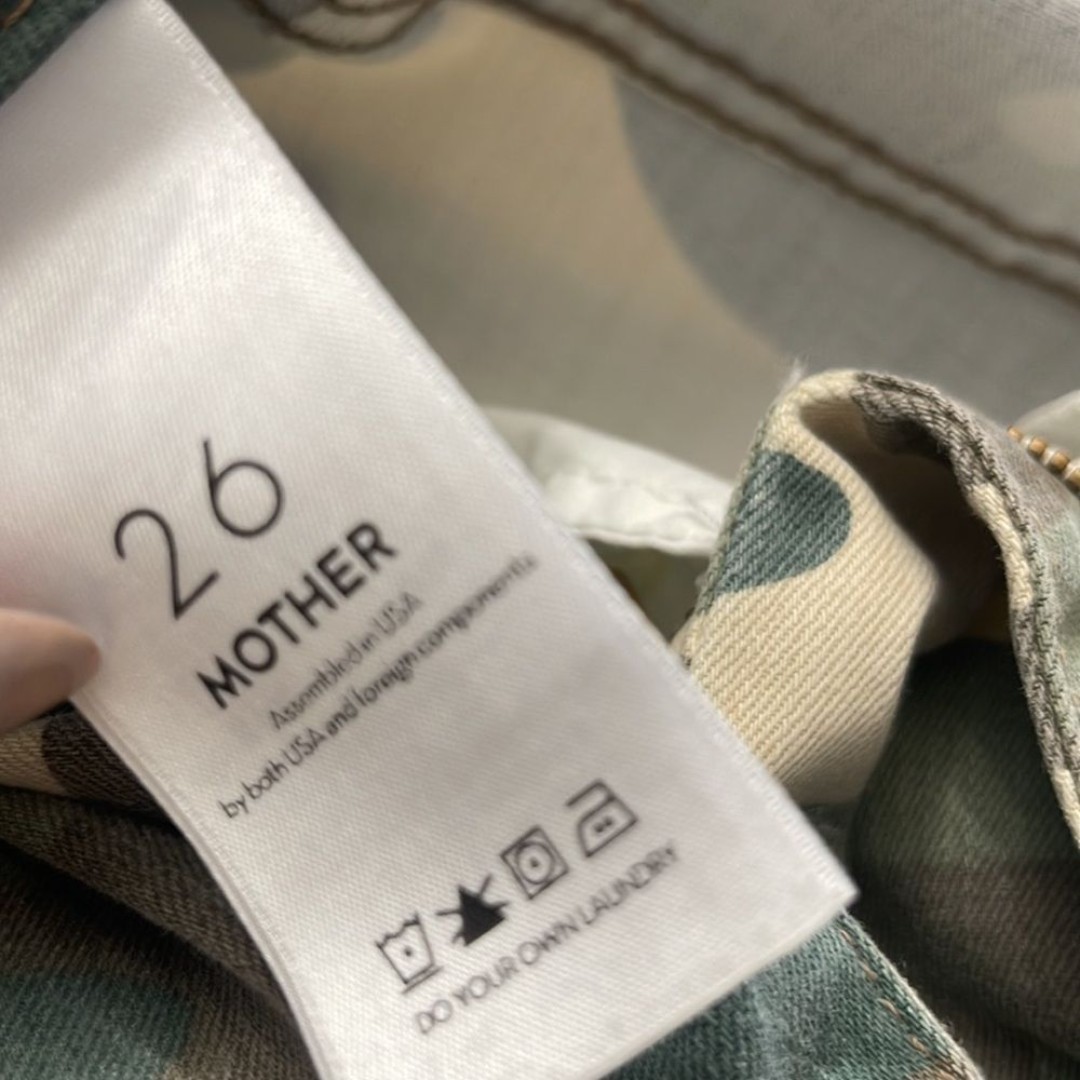 26
MOTHER
Assembled in USA
by both USA and foreign components
DO YOUR OWN LAUNDRY